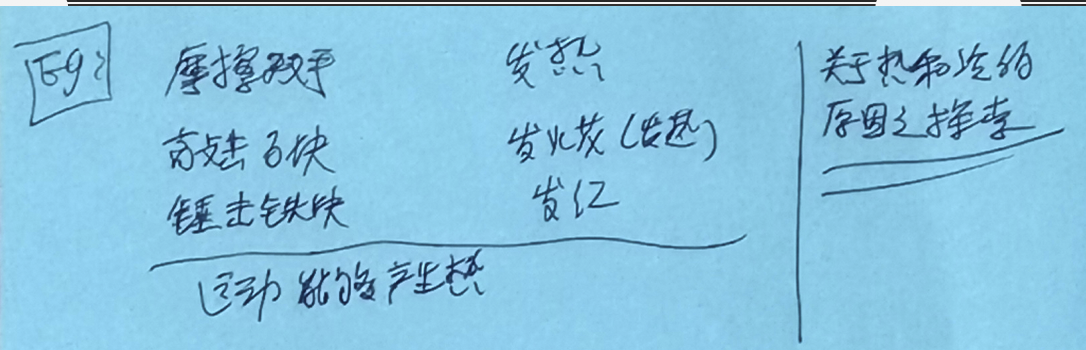 Eg:
摩擦双手 发热
敲击石块 发火花(发热)
锤击铁块 发红
运动能够产生热
关于热和冷的
原因之探索